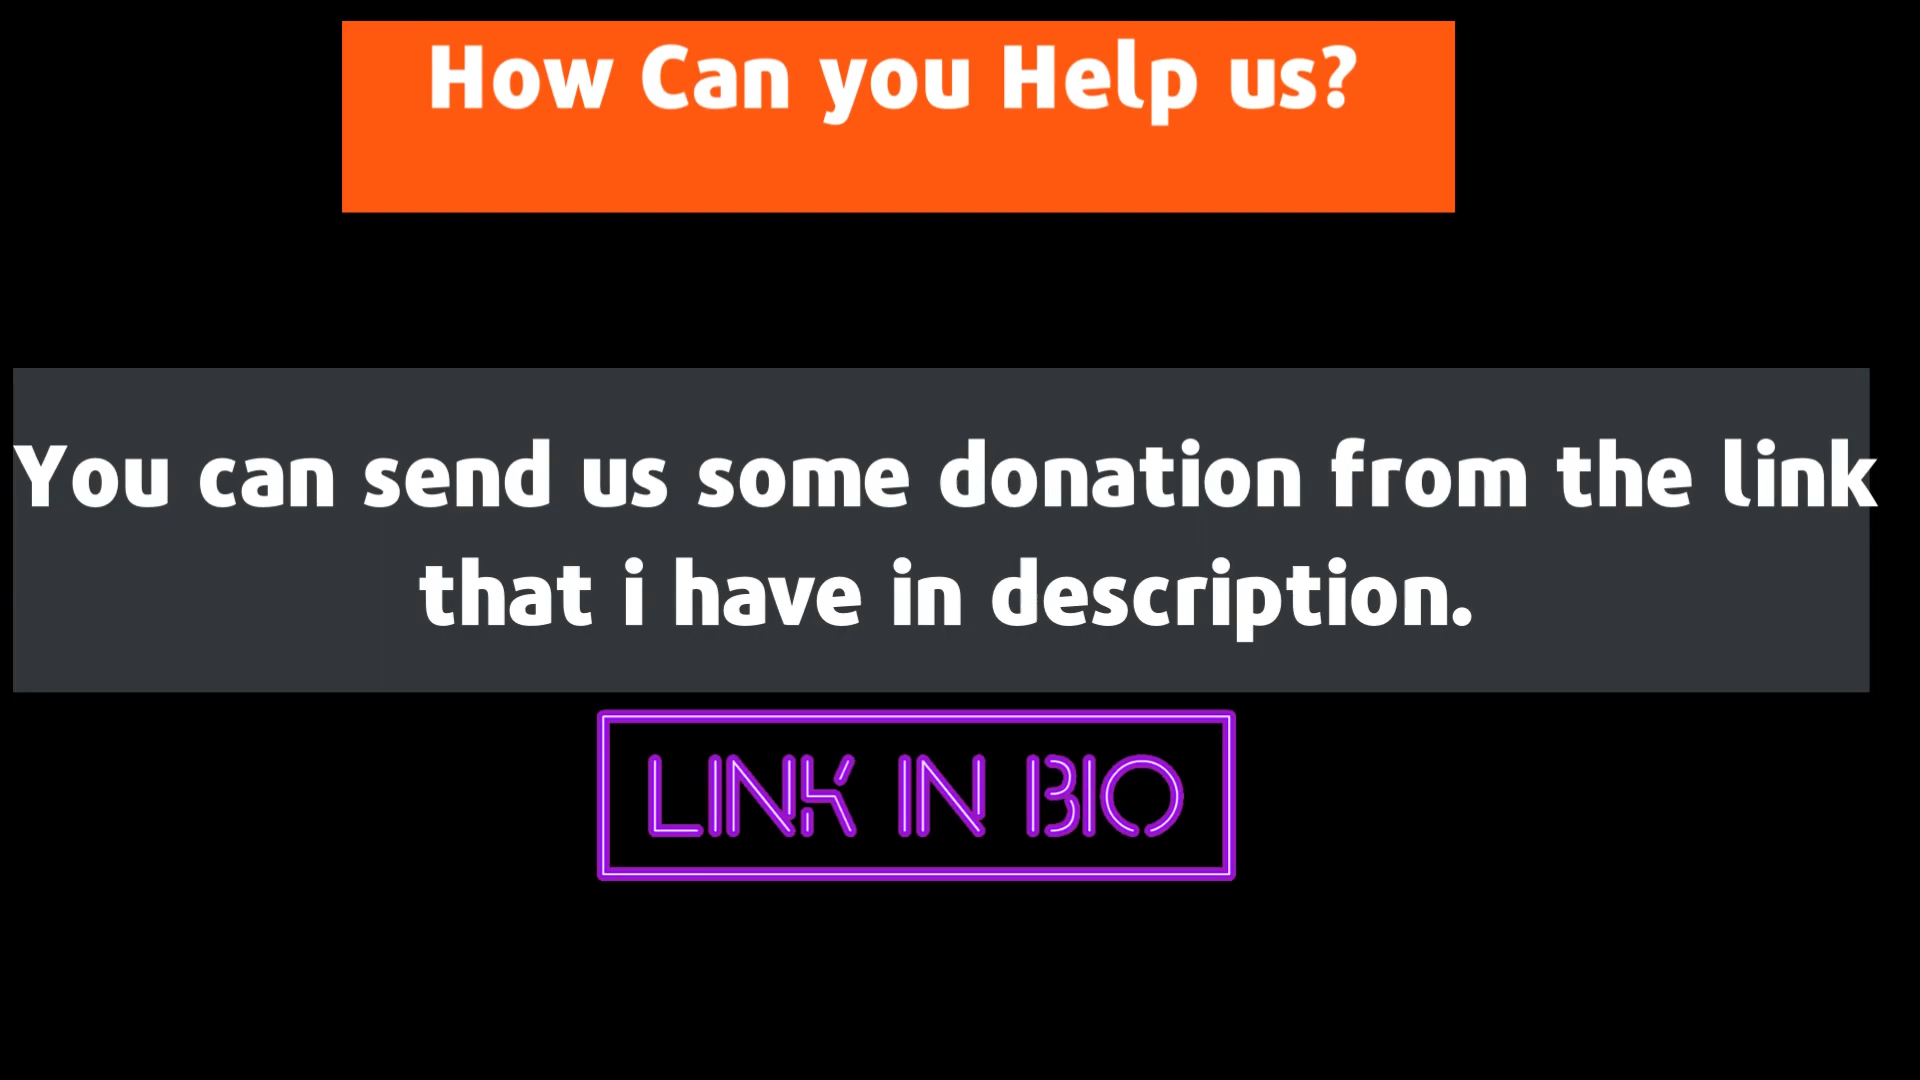 How Can you Help us?
You can send us some donation from the link
that i have in description.
LINK IN BIO